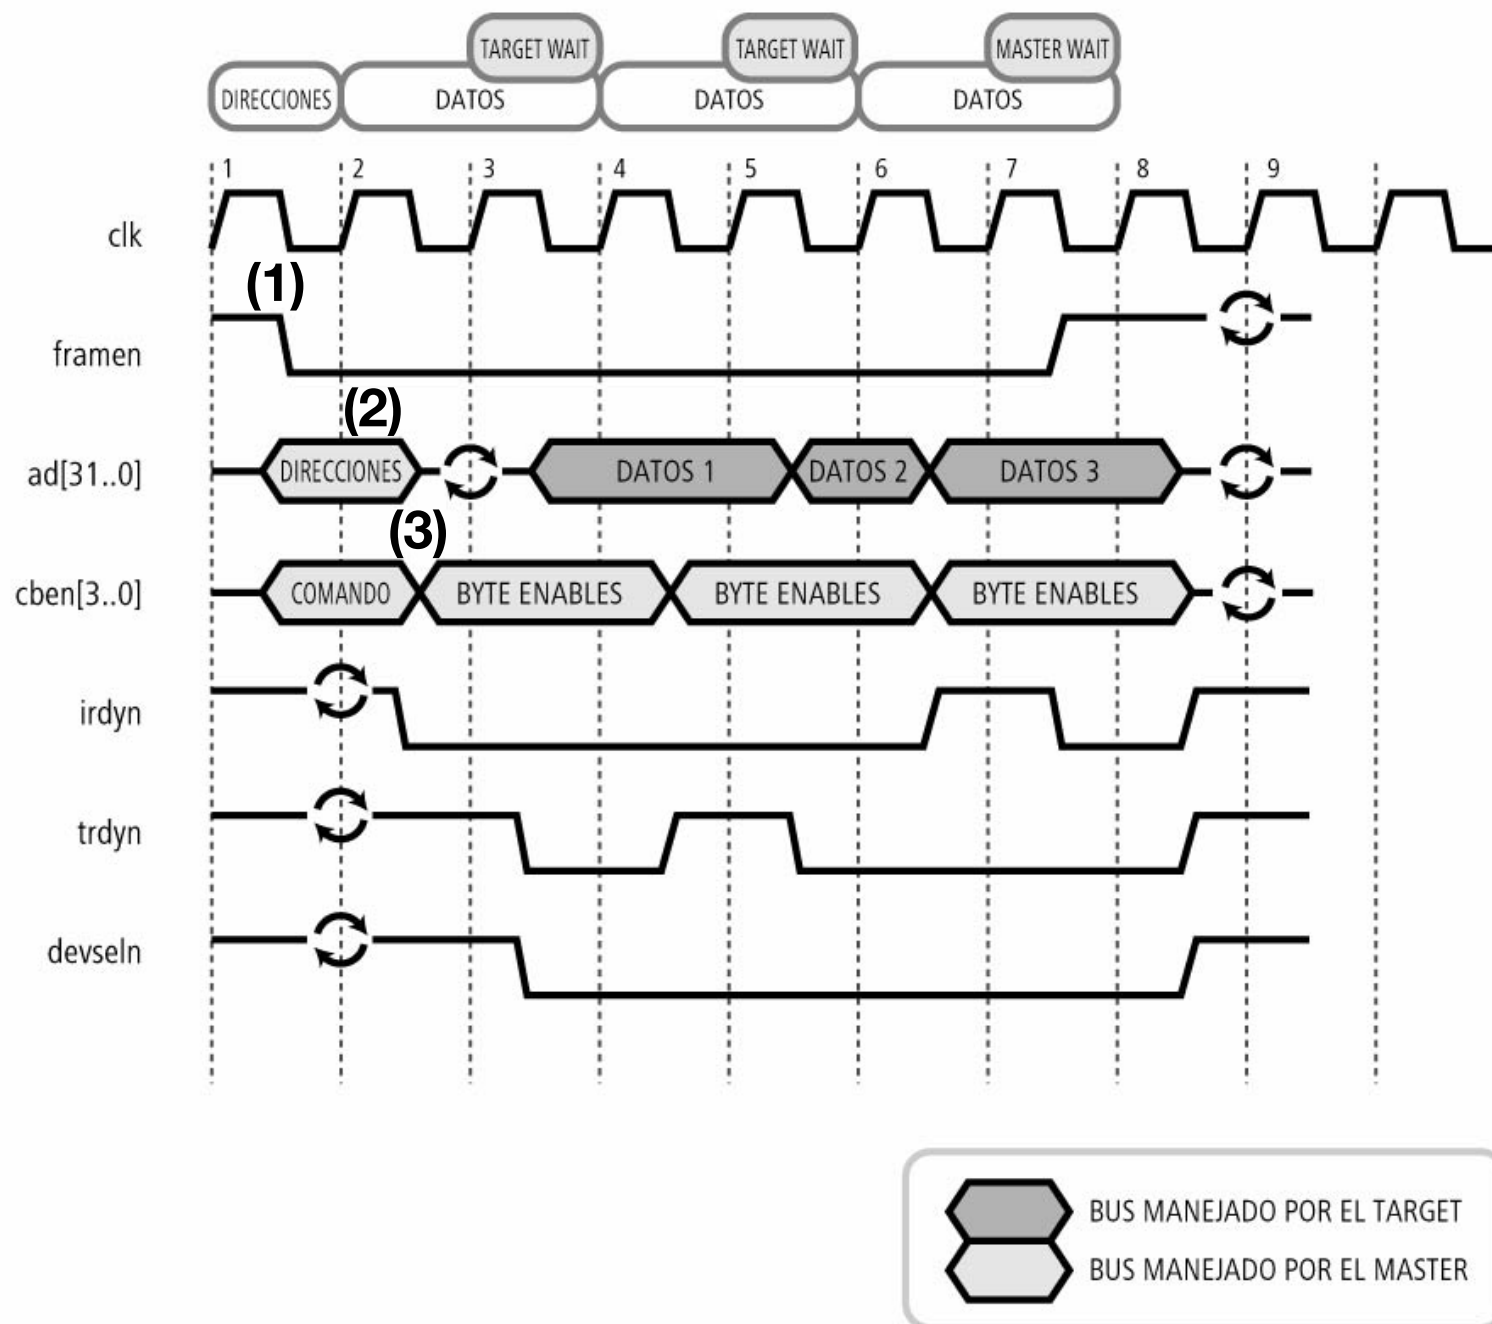 TARGET WAIT TARGET WAIT MASTER WAIT
DIRECCIONES DATOS DATOS DATOS
1 2 3 4 5 6 7 8 9
clk
(1)
framen
(2)
ad[31..0] DIRECCIONES DATOS 1 DATOS 2 DATOS 3
(3)
cben[3..0] COMANDO BYTE ENABLES BYTE ENABLES BYTE ENABLES
irdyn
trdyn
devseln
BUS MANEJADO POR EL TARGET
BUS MANEJADO POR EL MASTER